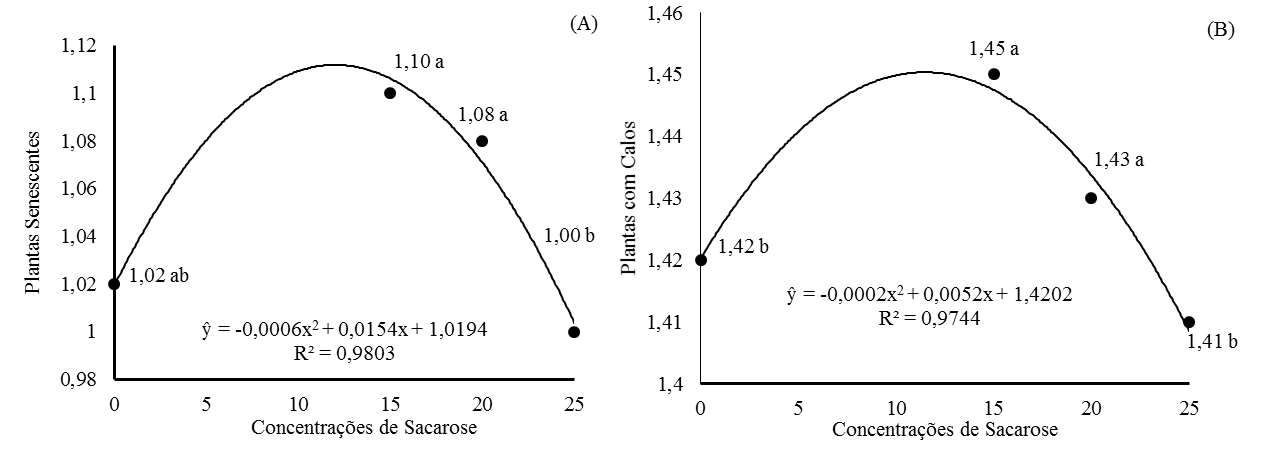 (A)
1,12
1,1
1,08
1,06
1,04
1,02
1
0,98
Plantas Senescentes
1,02 ab
1,10 a
1,08 a
1,00 b
ŷ = -0,0006x² + 0,0154x + 1,0194
R² = 0,9803
0 5 10 15 20 25
Concentrações de Sacarose
(B)
1,46
1,45
1,44
1,43
1,42
1,41
1,4
Plantas com Calos
1,42 b
1,45 a
1,43 a
1,41 b
ŷ = -0,0002x² + 0,0052x + 1,4202
R² = 0,9744
0 5 10 15 20 25
Concentrações de Sacarose